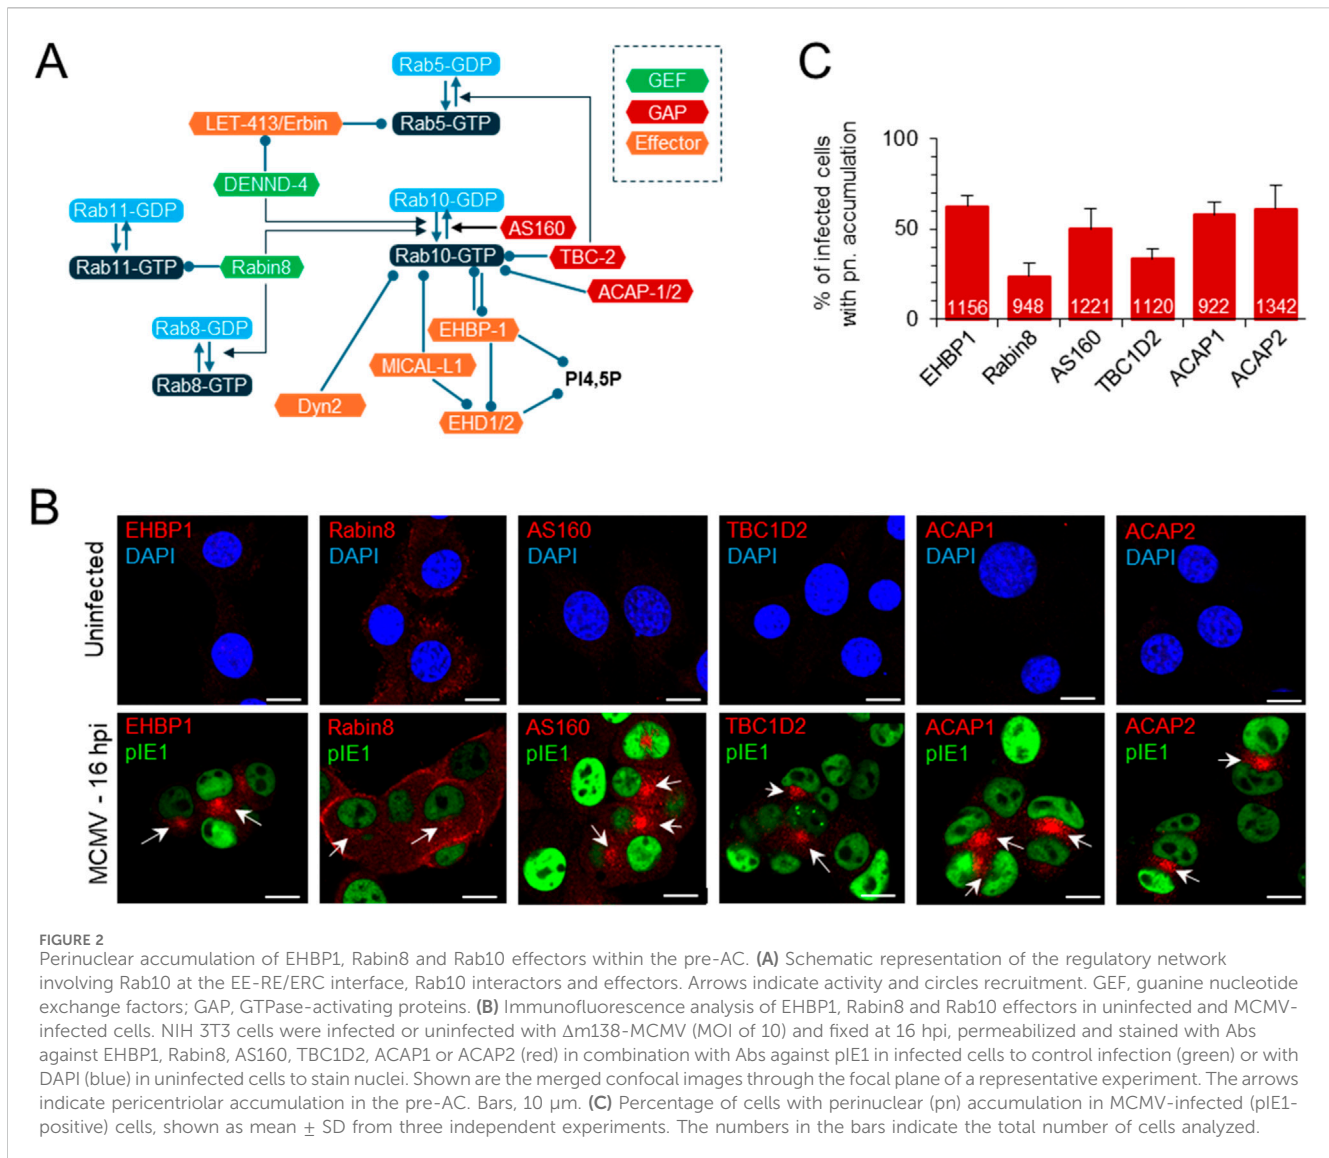 A
Rab5-GDP
Rab5-GTP
LET-413/Erbin
DENND-4
Rab11-GDP
Rab11-GTP
Rabin8
Rab10-GDP
Rab10-GTP
AS160
TBC-2
ACAP-1/2
Rab8-GDP
Rab8-GTP
EHBP-1
MICAL-L1
Dyn2
EHD1/2
PI4,5P
GEF
GAP
Effector
C
% of infected cells
with pn. accumulation
100
50
0
1156 948 1221 1120 922 1342
EHBP1
Rabin8
AS160
TBC1D2
ACAP1
ACAP2
B
Uninfected
EHBP1
DAPI
Rabin8
DAPI
AS160
DAPI
TBC1D2
DAPI
ACAP1
DAPI
ACAP2
DAPI
MCMV - 16 hpi
EHBP1
pIE1
Rabin8
pIE1
AS160
pIE1
TBC1D2
pIE1
ACAP1
pIE1
ACAP2
pIE1
FIGURE 2
Perinuclear accumulation of EHBP1, Rabin8 and Rab10 effectors within the pre-AC. (A) Schematic representation of the regulatory network
involving Rab10 at the EE-RE/ERC interface, Rab10 interactors and effectors. Arrows indicate activity and circles recruitment. GEF, guanine nucleotide
exchange factors; GAP, GTPase-activating proteins. (B) Immunofluorescence analysis of EHBP1, Rabin8 and Rab10 effectors in uninfected and MCMV-
infected cells. NIH 3T3 cells were infected or uninfected with Δm138-MCMV (MOI of 10) and fixed at 16 hpi, permeabilized and stained with Abs
against EHBP1, Rabin8, AS160, TBC1D2, ACAP1 or ACAP2 (red) in combination with Abs against pIE1 in infected cells to control infection (green) or with
DAPI (blue) in uninfected cells to stain nuclei. Shown are the merged confocal images through the focal plane of a representative experiment. The arrows
indicate pericentriolar accumulation in the pre-AC. Bars, 10 μm. (C) Percentage of cells with perinuclear (pn) accumulation in MCMV-infected (pIE1-
positive) cells, shown as mean ± SD from three independent experiments. The numbers in the bars indicate the total number of cells analyzed.